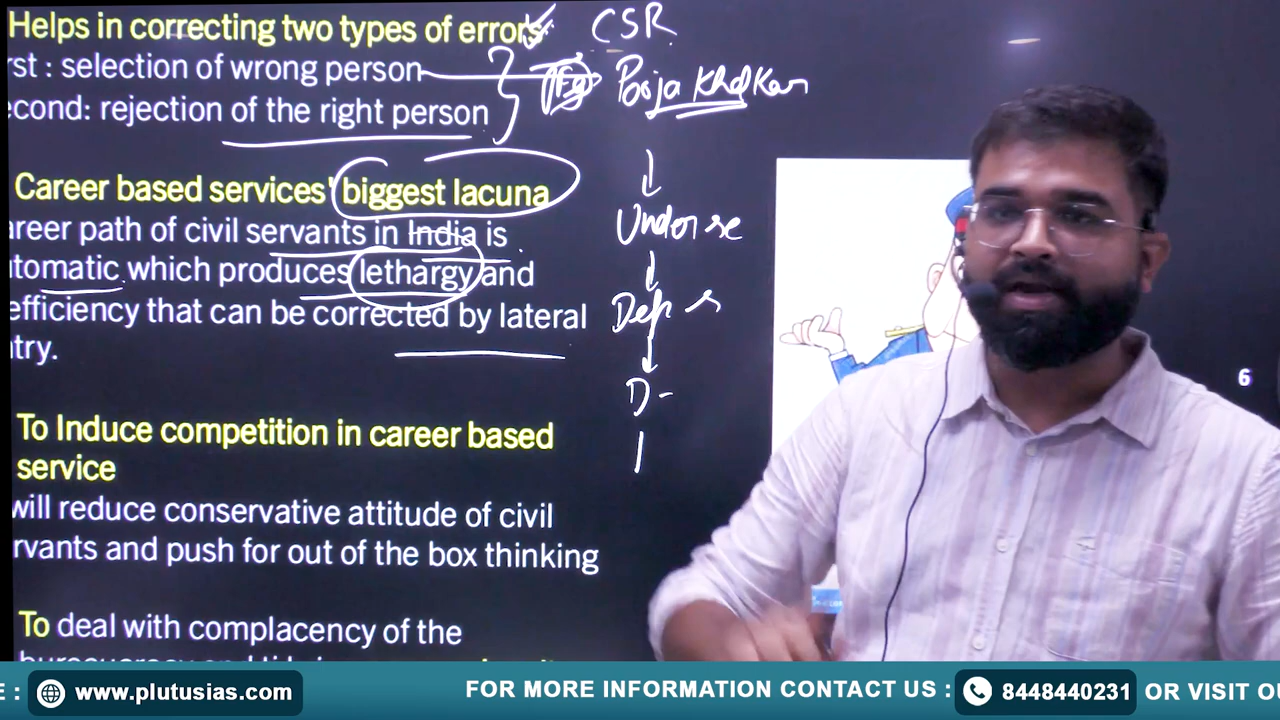 Helps in correcting two types of errors
rst : selection of wrong person
econd: rejection of the right person
Career based services' biggest lacuna
areer path of civil servants in India is
tomatic which produces lethargy and
efficiency that can be corrected by lateral
ntry.
To Induce competition in career based
service
will reduce conservative attitude of civil
rvants and push for out of the box thinking
To deal with complacency of the
CSR
Pooja Khedkar
Under se
Dep s
D -
6
E :
www.plutusias.com
FOR MORE INFORMATION CONTACT US :
8448440231
OR VISIT OU